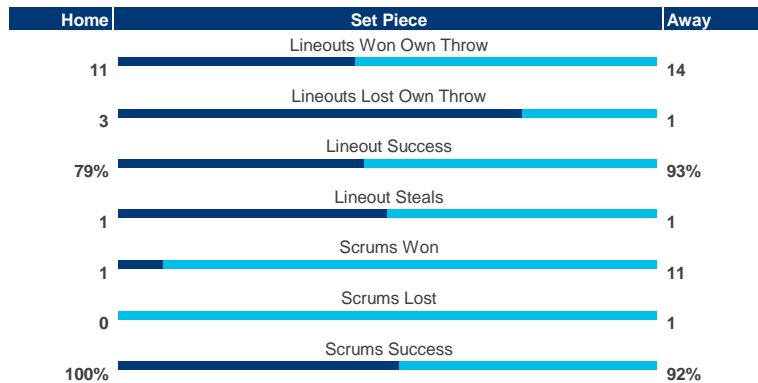 Home Set Piece Away
Lineouts Won Own Throw
11 14
Lineouts Lost Own Throw
3 1
Lineout Success
79% 93%
Lineout Steals
1 1
Scrums Won
1 11
Scrums Lost
0 1
Scrums Success
100% 92%